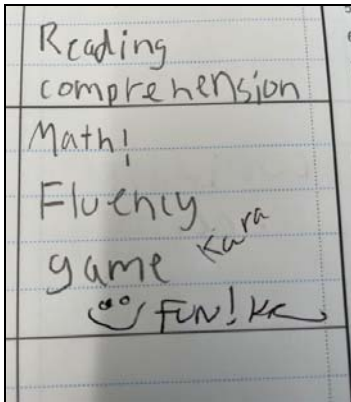 Reading
comprehension
Math!
Fluency
game Kara
FUN! KK